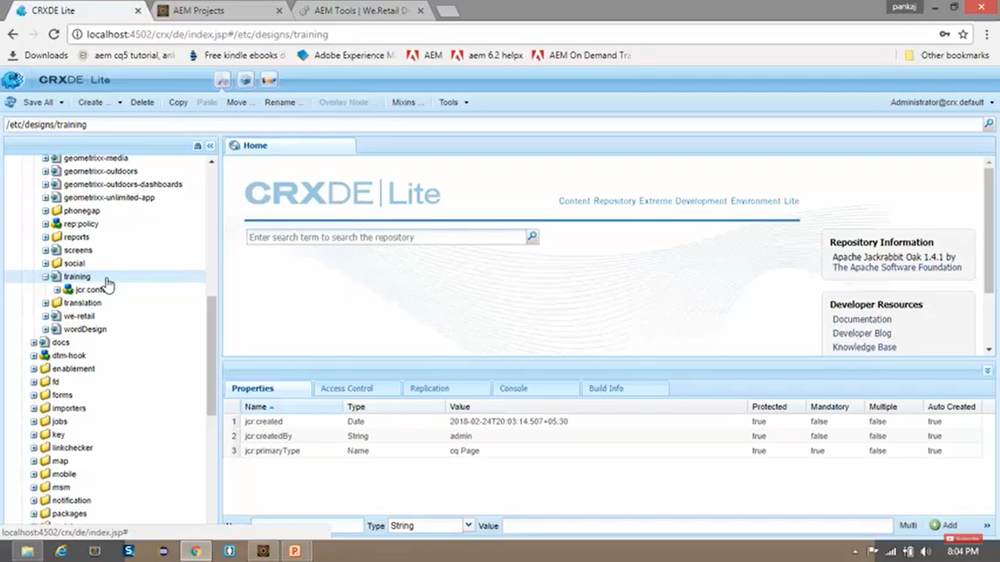 CRXDE Lite
AEM Projects
AEM Tools | We.Retail D
pankaj
localhost:4502/crx/de/index.jsp#/etc/designs/training
Downloads
aem cq5 tutorial, ank
Free kindle ebooks d
Adobe Experience M
AEM
aem 6.2 helpx
AEM On Demand Tra
Other bookmarks
CRXDE | Lite
Save All
Create ...
Delete
Copy
Paste
Move ...
Rename ...
Overlay Node ...
Mixins ...
Tools
Administrator@crx.default
/etc/designs/training
geometrixx-media
geometrixx-outdoors
geometrixx-outdoors-dashboards
geometrixx-unlimited-app
phonegap
rep:policy
reports
screens
social
training
jcr:cont
translation
we-retail
wordDesign
docs
dtm-hook
enablement
fd
forms
importers
jobs
key
linkchecker
map
mobile
msm
notification
packages
localhost:4502/crx/de/index.jsp#
Home
CRXDE | Lite
Content Repository Extreme Development Environment Lite
Enter search term to search the repository
Repository Information
Apache Jackrabbit Oak 1.4.1 by
The Apache Software Foundation
Developer Resources
Documentation
Developer Blog
Knowledge Base
Properties
Access Control
Replication
Console
Build Info
Name Type Value Protected Mandatory Multiple Auto Created
1 jcr:created Date 2018-02-24T20:03:14.507+05:30 true false false true
2 jcr:createdBy String admin true false false true
3 jcr:primaryType Name cq:Page true true false true
Type String Value Multi Add
Subscribe
8:04 PM